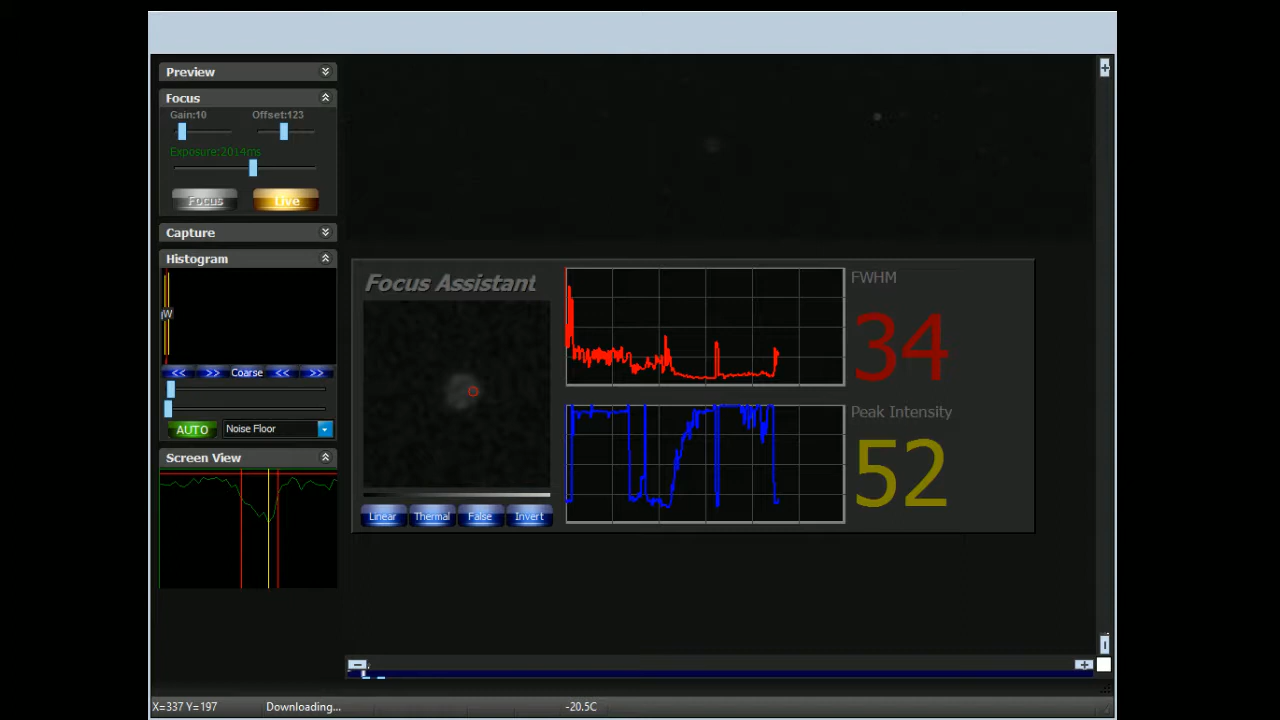 Preview
Focus
Gain:10 Offset:123
Exposure:2014ms
Focus Live
Capture
Histogram
<< >> Coarse << >>
AUTO Noise Floor
Screen View
Focus Assistant
Linear Thermal False Invert
FWHM
34
Peak Intensity
52
X=337 Y=197 Downloading... -20.5C